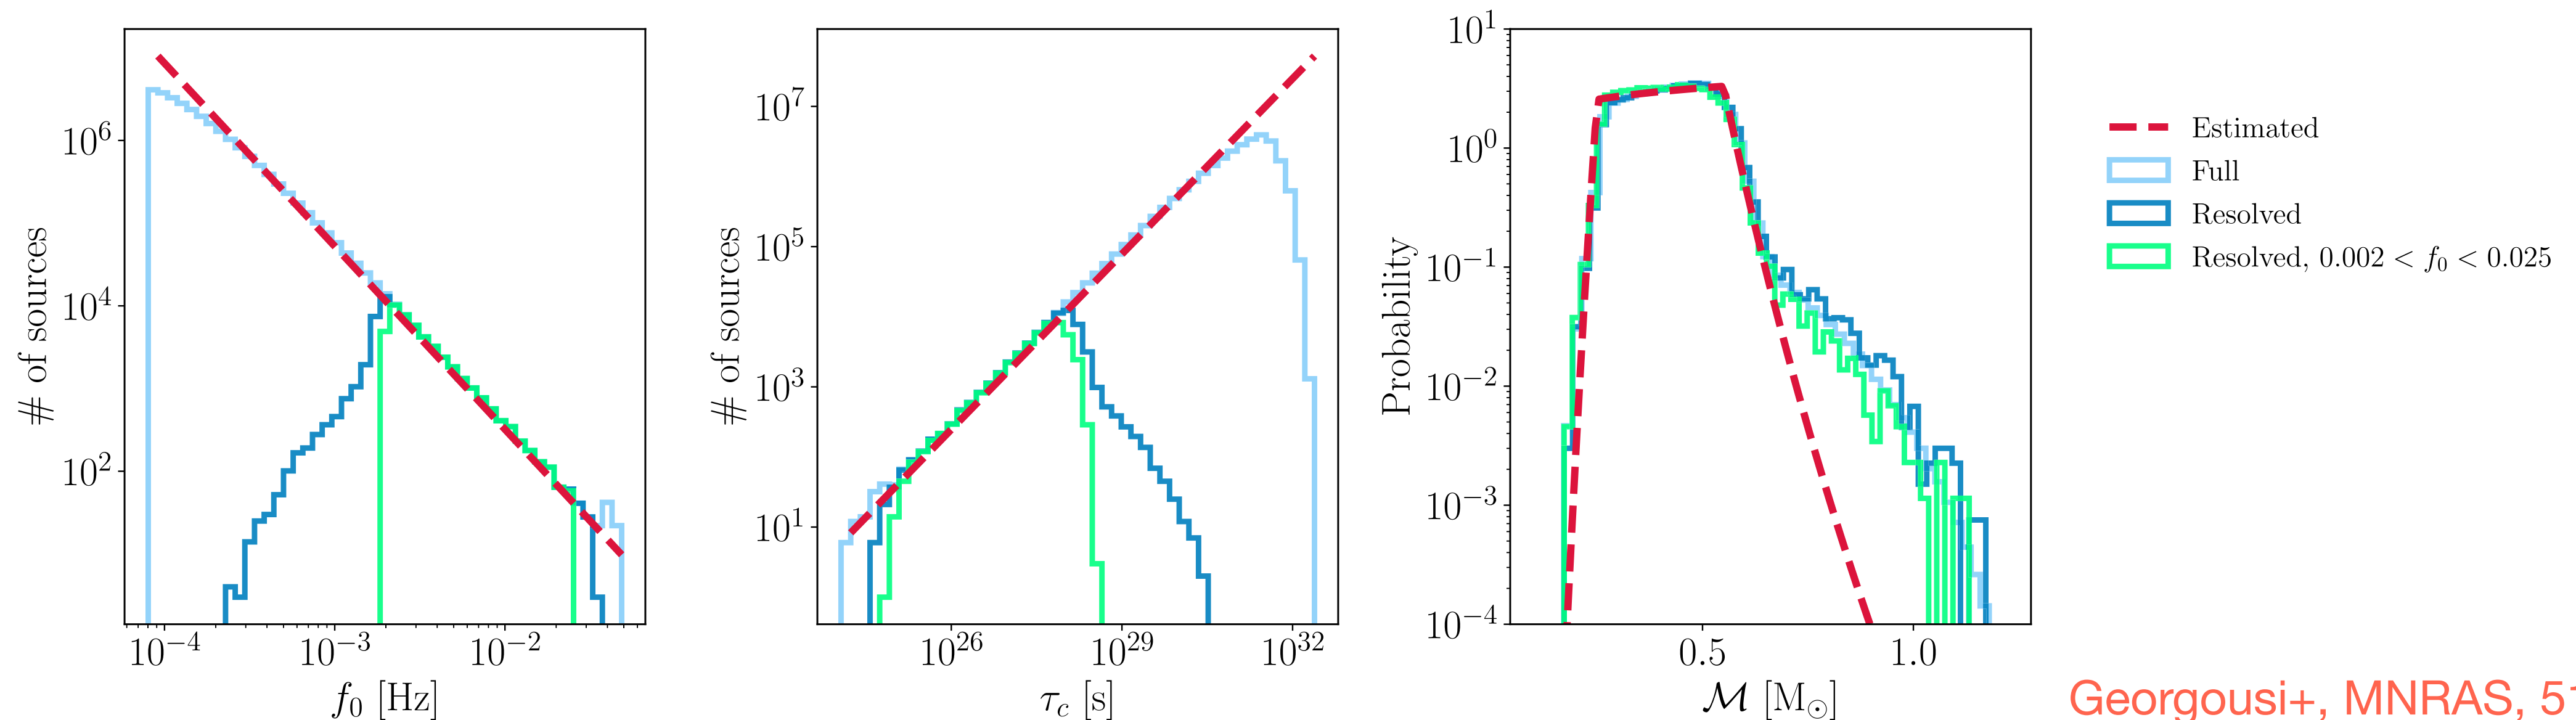 10^6
10^4
10^2
# of sources
10^{-4}
10^{-3}
10^{-2}
f_0 [Hz]
10^7
10^5
10^3
10^1
# of sources
10^{26}
10^{29}
10^{32}
τ_c [s]
10^1
10^0
10^{-1}
10^{-2}
10^{-3}
10^{-4}
Probability
0.5
1.0
ℳ [M_⊙]
Estimated
Full
Resolved
Resolved, 0.002 < f_0 < 0.025
Georgousi+, MNRAS, 51